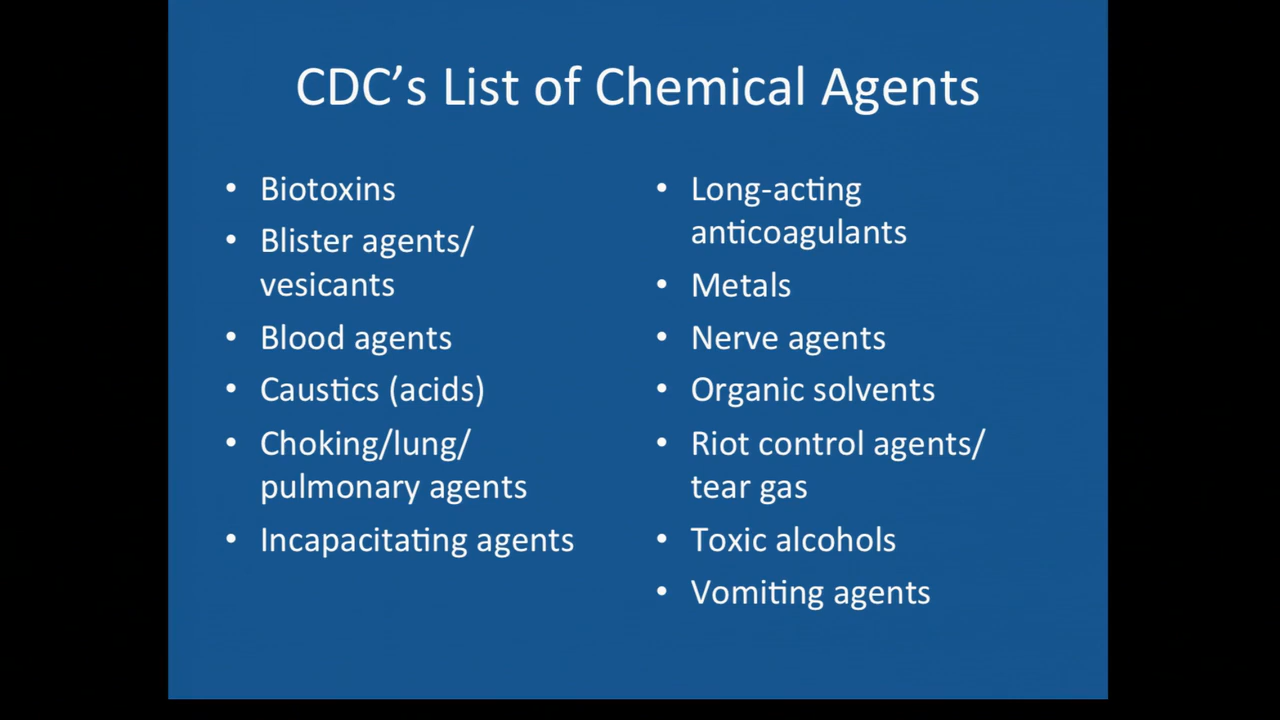 CDC’s List of Chemical Agents
• Biotoxins
• Blister agents/
vesicants
• Blood agents
• Caustics (acids)
• Choking/lung/
pulmonary agents
• Incapacitating agents
• Long-acting
anticoagulants
• Metals
• Nerve agents
• Organic solvents
• Riot control agents/
tear gas
• Toxic alcohols
• Vomiting agents